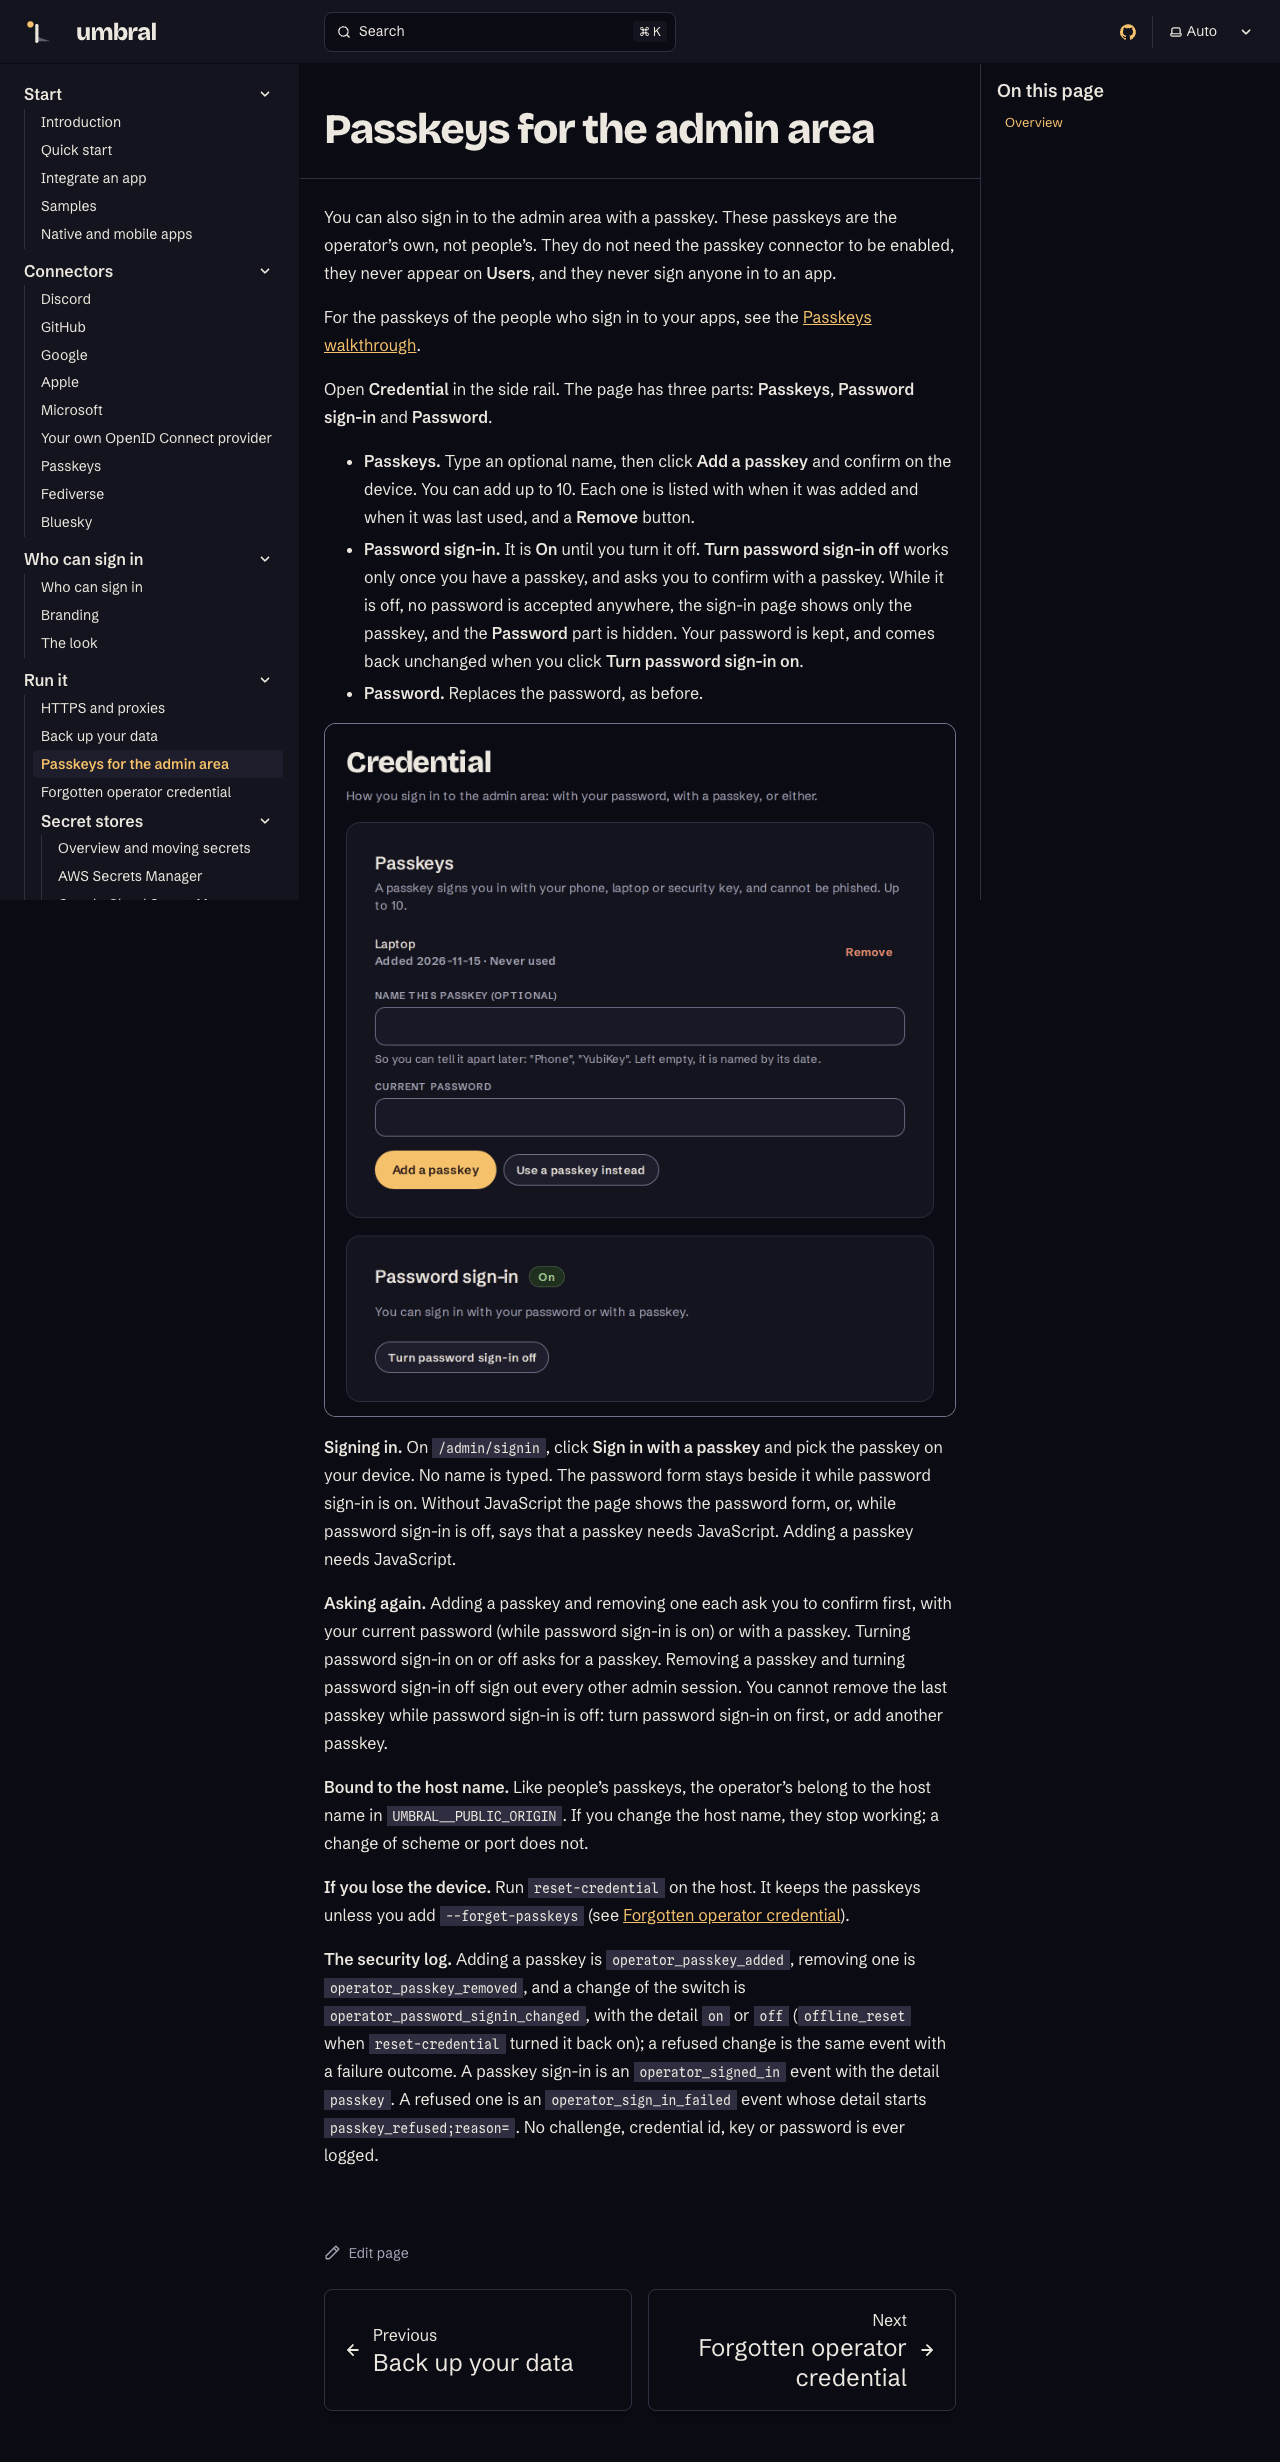 umbral
Search
⌘ K
Auto
Start
Introduction
Quick start
Integrate an app
Samples
Native and mobile apps
Connectors
Discord
GitHub
Google
Apple
Microsoft
Your own OpenID Connect provider
Passkeys
Fediverse
Bluesky
Who can sign in
Who can sign in
Branding
The look
Run it
HTTPS and proxies
Back up your data
Passkeys for the admin area
Forgotten operator credential
Secret stores
Overview and moving secrets
AWS Secrets Manager
Passkeys for the admin area
You can also sign in to the admin area with a passkey. These passkeys are the
operator’s own, not people’s. They do not need the passkey connector to be enabled,
they never appear on Users, and they never sign anyone in to an app.
For the passkeys of the people who sign in to your apps, see the Passkeys
walkthrough.
Open Credential in the side rail. The page has three parts: Passkeys, Password
sign-in and Password.
• Passkeys. Type an optional name, then click Add a passkey and confirm on the
device. You can add up to 10. Each one is listed with when it was added and
when it was last used, and a Remove button.
• Password sign-in. It is On until you turn it off. Turn password sign-in off works
only once you have a passkey, and asks you to confirm with a passkey. While it
is off, no password is accepted anywhere, the sign-in page shows only the
passkey, and the Password part is hidden. Your password is kept, and comes
back unchanged when you click Turn password sign-in on.
• Password. Replaces the password, as before.
Credential
How you sign in to the admin area: with your password, with a passkey, or either.
Passkeys
A passkey signs you in with your phone, laptop or security key, and cannot be phished. Up
to 10.
Laptop
Added 2026-11-15 · Never used
Remove
NAME THIS PASSKEY (OPTIONAL)
So you can tell it apart later: "Phone", "YubiKey". Left empty, it is named by its date.
CURRENT PASSWORD
Add a passkey
Use a passkey instead
Password sign-in
On
You can sign in with your password or with a passkey.
Turn password sign-in off
Signing in. On /admin/signin, click Sign in with a passkey and pick the passkey on
your device. No name is typed. The password form stays beside it while password
sign-in is on. Without JavaScript the page shows the password form, or, while
password sign-in is off, says that a passkey needs JavaScript. Adding a passkey
needs JavaScript.
Asking again. Adding a passkey and removing one each ask you to confirm first, with
your current password (while password sign-in is on) or with a passkey. Turning
password sign-in on or off asks for a passkey. Removing a passkey and turning
password sign-in off sign out every other admin session. You cannot remove the last
passkey while password sign-in is off: turn password sign-in on first, or add another
passkey.
Bound to the host name. Like people’s passkeys, the operator’s belong to the host
name in UMBRAL__PUBLIC_ORIGIN. If you change the host name, they stop working; a
change of scheme or port does not.
If you lose the device. Run reset-credential on the host. It keeps the passkeys
unless you add --forget-passkeys (see Forgotten operator credential).
The security log. Adding a passkey is operator_passkey_added, removing one is
operator_passkey_removed, and a change of the switch is
operator_password_signin_changed, with the detail on or off (offline_reset
when reset-credential turned it back on); a refused change is the same event with
a failure outcome. A passkey sign-in is an operator_signed_in event with the detail
passkey. A refused one is an operator_sign_in_failed event whose detail starts
passkey_refused;reason=. No challenge, credential id, key or password is ever
logged.
Edit page
Previous
Back up your data
Next
Forgotten operator
credential
On this page
Overview